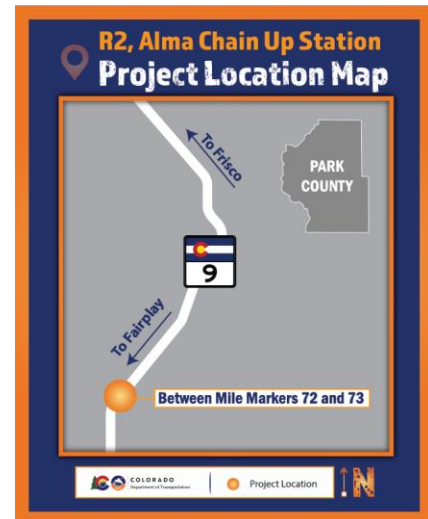 R2, Alma Chain Up Station
Project Location Map
To Frisco
PARK
COUNTY
9
To Fairplay
Between Mile Markers 72 and 73
COLORADO
Department of Transportation
Project Location
N